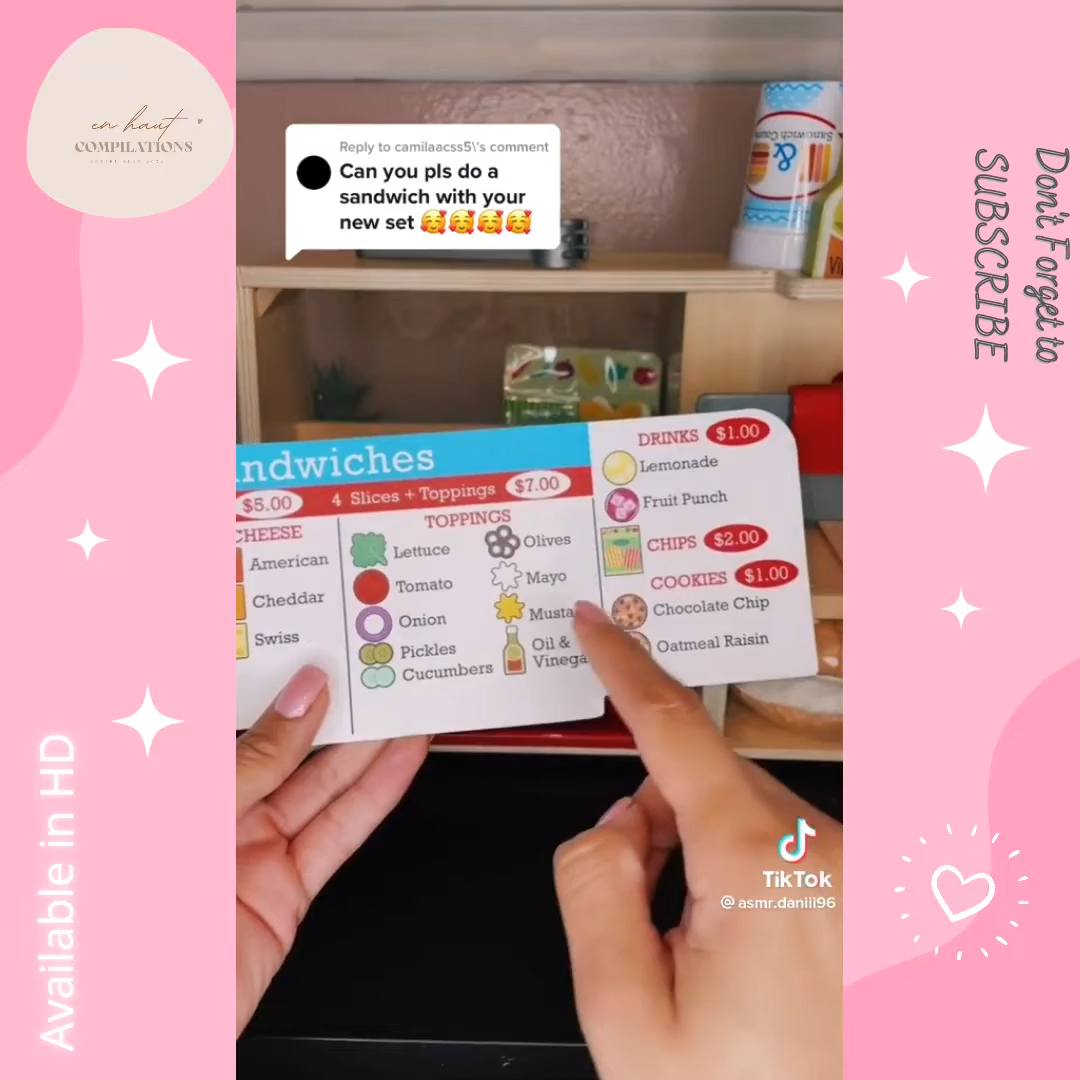 en haut
COMPILATIONS
Don't Forget to
SUBSCRIBE
Available in HD
Reply to camilaacss5\'s comment
Can you pls do a
sandwich with your
new set 🥰🥰🥰🥰
&
ndwiches
$5.00 4 Slices + Toppings $7.00
CHEESE
American
Cheddar
Swiss
TOPPINGS
Lettuce
Tomato
Onion
Pickles
Cucumbers
Olives
Mayo
Musta
Oil &
Vinega
DRINKS $1.00
Lemonade
Fruit Punch
CHIPS $2.00
COOKIES $1.00
Chocolate Chip
Oatmeal Raisin
TikTok
@asmr.daniii96